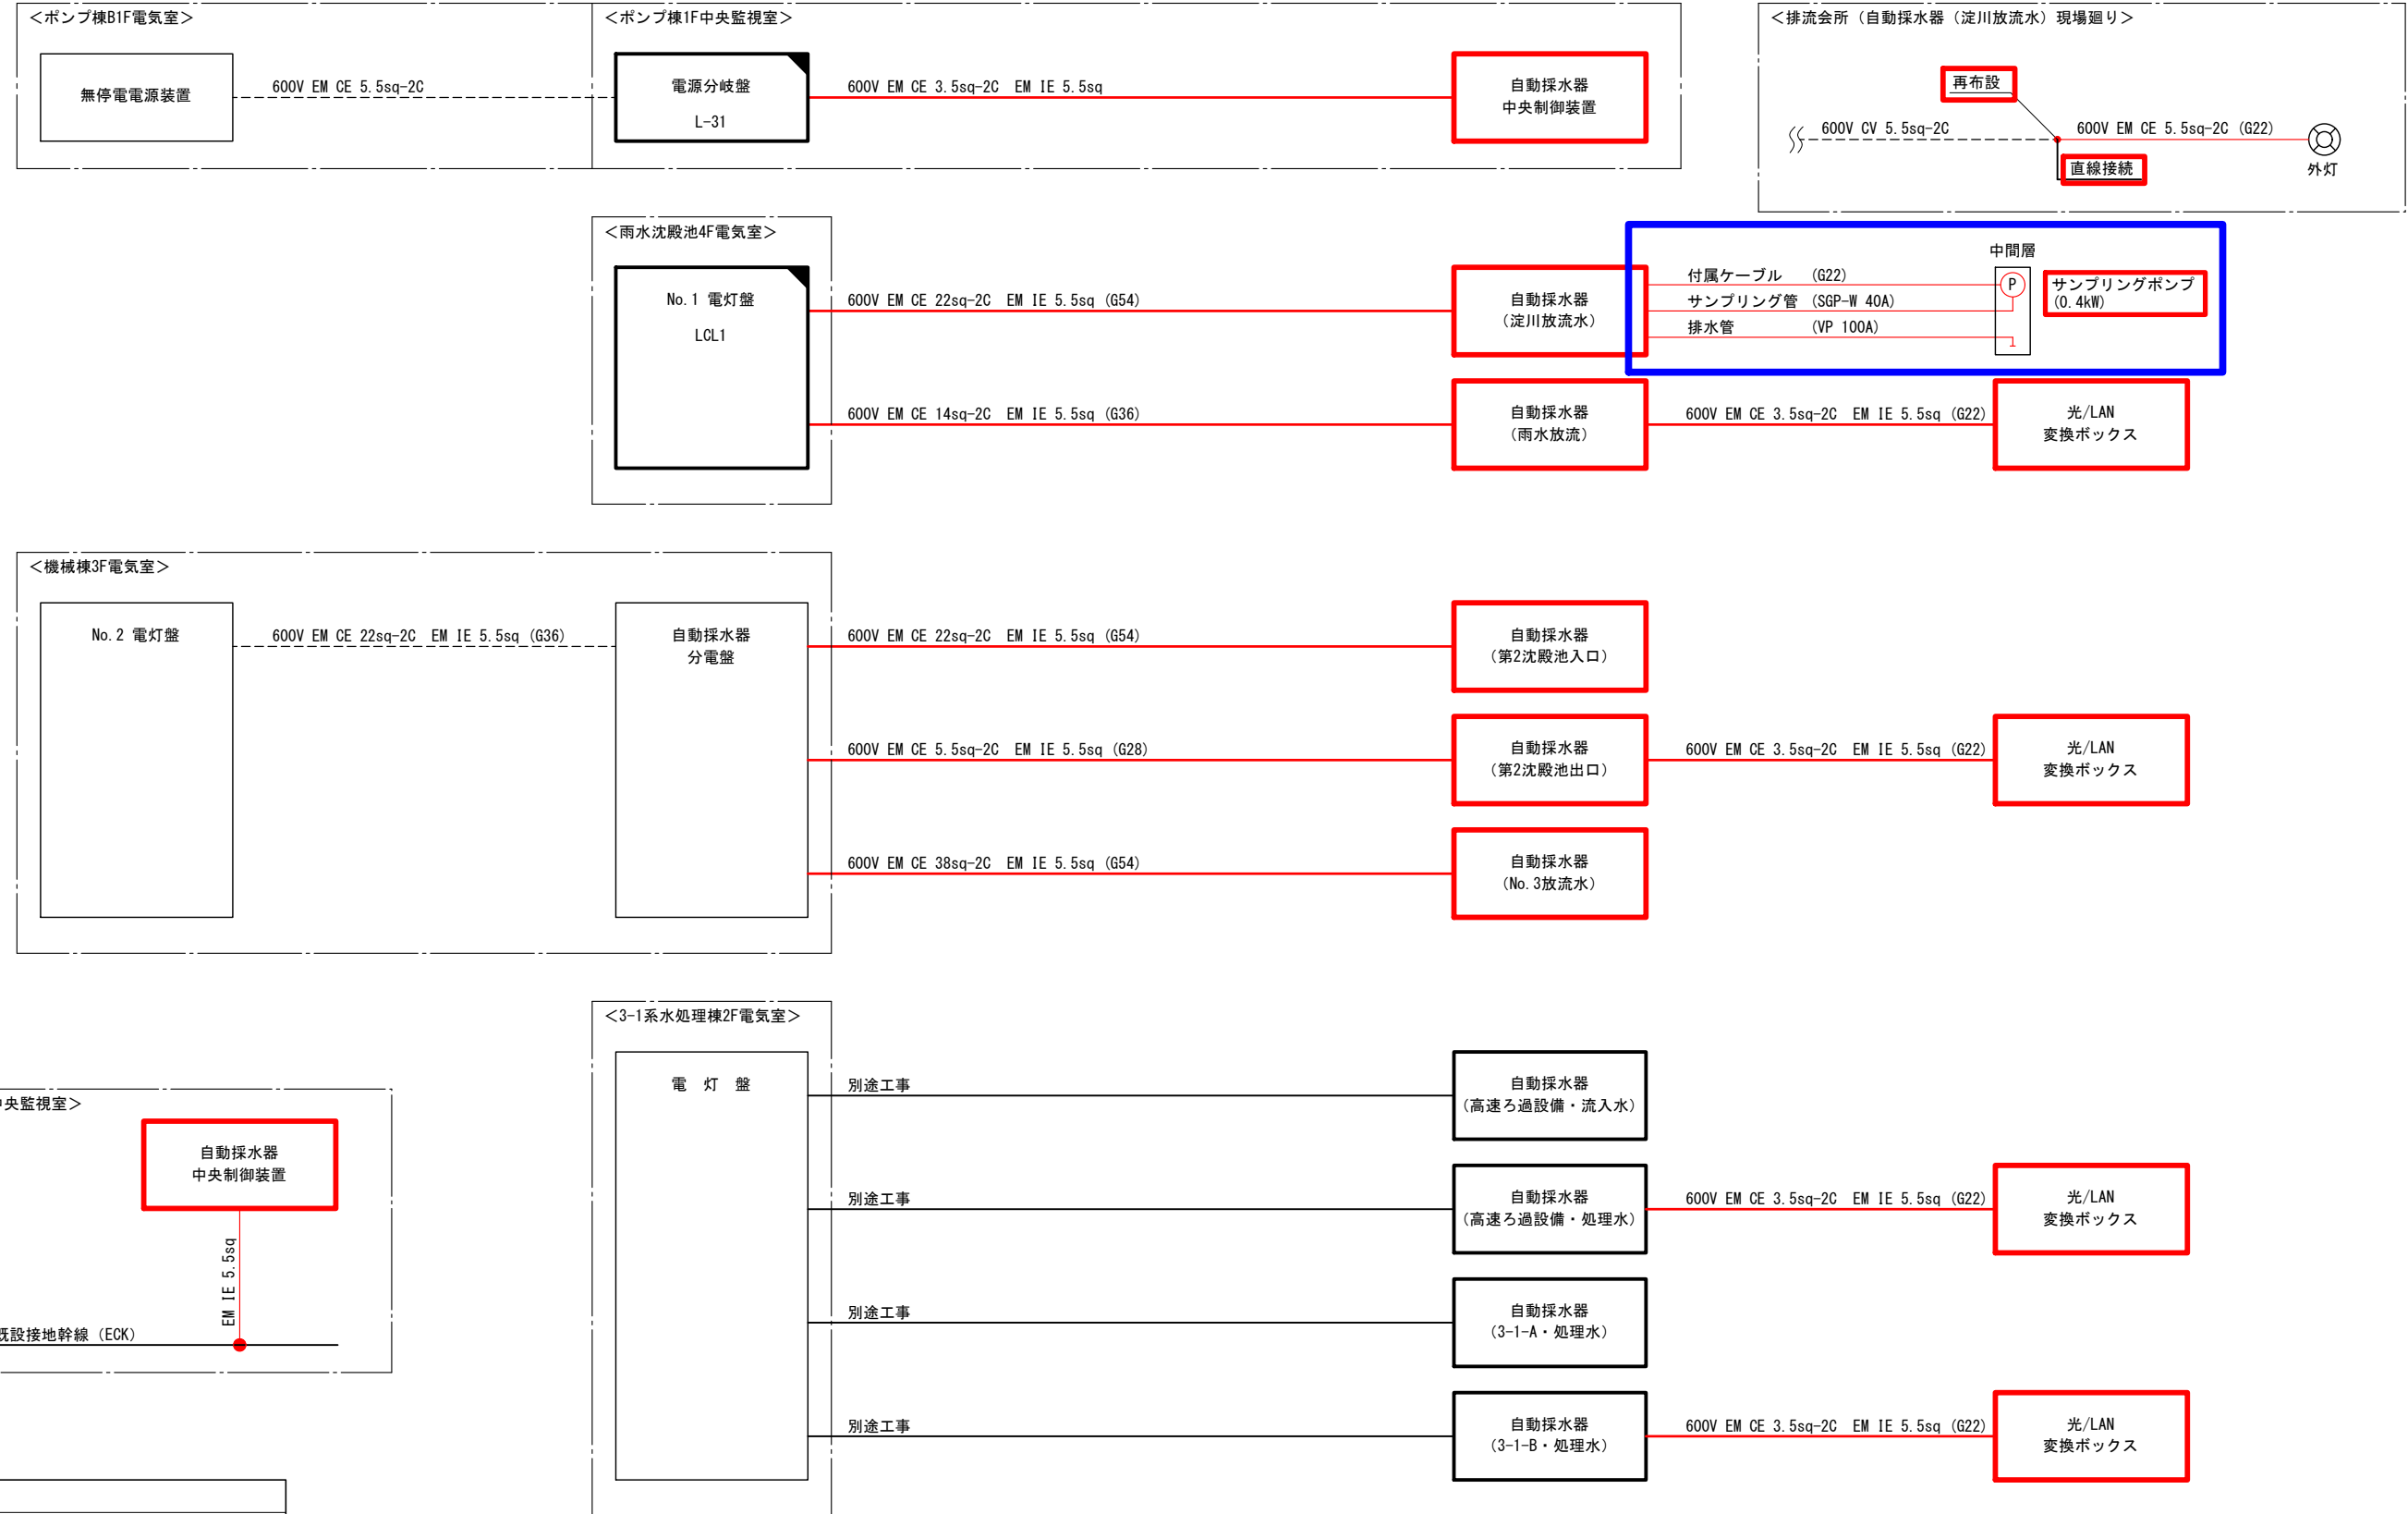 ＜ポンプ棟B1F電気室＞
無停電電源装置
600V EM CE 5.5sq-2C
＜ポンプ棟1F中央監視室＞
電源分岐盤
L-31
600V EM CE 3.5sq-2C　EM IE 5.5sq
自動採水器
中央制御装置
＜排流会所（自動採水器（淀川放流水）現場廻り＞
再布設
600V CV 5.5sq-2C
600V EM CE 5.5sq-2C (G22)
直線接続
外灯
＜雨水沈殿池4F電気室＞
No.1 電灯盤
LCL1
600V EM CE 22sq-2C　EM IE 5.5sq (G54)
自動採水器
（淀川放流水）
付属ケーブル　(G22)
サンプリング管 (SGP-W 40A)
排水管　(VP 100A)
中間層
P
サンプリングポンプ
(0.4kW)
600V EM CE 14sq-2C　EM IE 5.5sq (G36)
自動採水器
（雨水放流）
600V EM CE 3.5sq-2C　EM IE 5.5sq (G22)
光/LAN
変換ボックス
＜機械棟3F電気室＞
No.2 電灯盤
600V EM CE 22sq-2C　EM IE 5.5sq (G36)
自動採水器
分電盤
600V EM CE 22sq-2C　EM IE 5.5sq (G54)
自動採水器
（第2沈殿池入口）
600V EM CE 5.5sq-2C　EM IE 5.5sq (G28)
自動採水器
（第2沈殿池出口）
600V EM CE 3.5sq-2C　EM IE 5.5sq (G22)
光/LAN
変換ボックス
600V EM CE 38sq-2C　EM IE 5.5sq (G54)
自動採水器
（No.3放流水）
＜3-1系水処理棟2F電気室＞
電　灯　盤
別途工事
自動採水器
（高速ろ過設備・流入水）
別途工事
自動採水器
（高速ろ過設備・処理水）
600V EM CE 3.5sq-2C　EM IE 5.5sq (G22)
光/LAN
変換ボックス
別途工事
自動採水器
（3-1-A・処理水）
別途工事
自動採水器
（3-1-B・処理水）
600V EM CE 3.5sq-2C　EM IE 5.5sq (G22)
光/LAN
変換ボックス
中央監視室＞
自動採水器
中央制御装置
EM IE 5.5sq
既設接地幹線 (ECK)